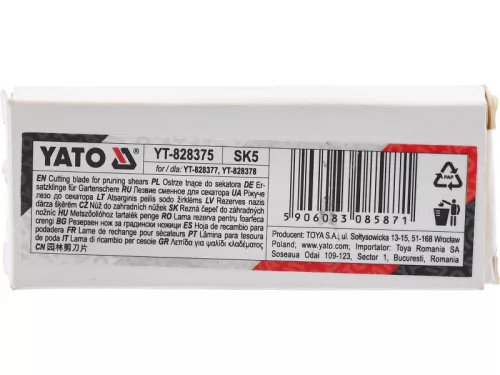 YATO YT-828375 SK5
for / dla: YT-828377, YT-828378
EN Cutting blade for pruning shears PL Ostrze tnące do sekatora DE Er-
satzklinge für Gartenschere RU Лезвие сменное для секатора UA Ріжуче
лезо до секатора LT Atsarginis peilis sodo žirklėms LV Rezerves nazis
dārza šķērēm CZ Nůž do zahradních nůžek SK Rezná čepeľ do záhradných
nožníc HU Metszőollóhoz tartalék penge RO Lama rezerva pentru foarfeca
crengi BG Резервен нож за градински ножици ES Hoja de recambio para
podadera FR Lame de rechange pour sécateurs PT Lâmina para tesoura
de poda IT Lama di ricambio per cesoie GR Λεπίδα για ψαλίδι κλαδέματος
CN 园林剪刀片
5 906083 085871
PAP
Producent: TOYA S.A.; ul. Sołtysowicka 13-15, 51-168 Wrocław
Poland; www.yato.com; Importator: Toya Romania SA
Soseaua Odai 109-123, Sector 1, Bucuresti, Romania